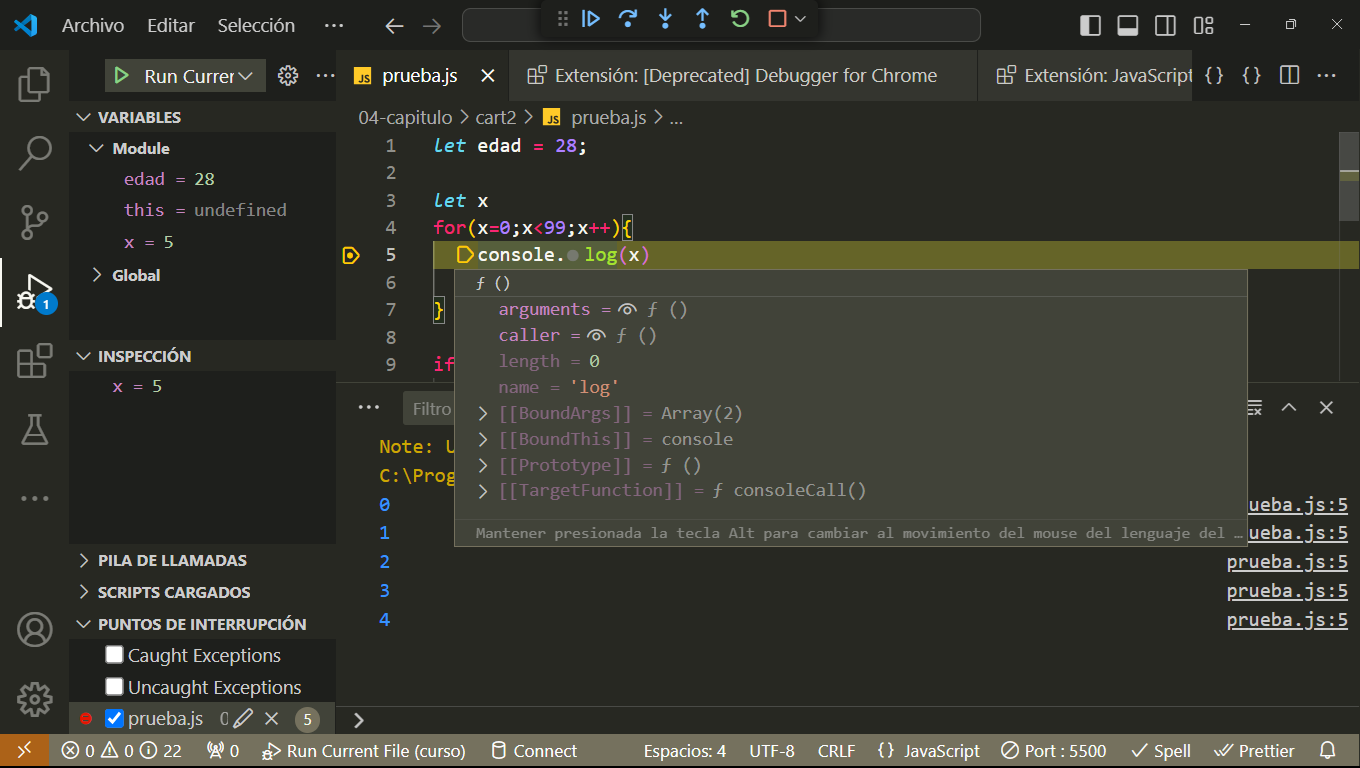 Archivo Editar Selección ···
Run Currer
prueba.js
Extensión: [Deprecated] Debugger for Chrome
Extensión: JavaScript
VARIABLES
Module
edad = 28
this = undefined
x = 5
Global
INSPECCIÓN
x = 5
PILA DE LLAMADAS
SCRIPTS CARGADOS
PUNTOS DE INTERRUPCIÓN
Caught Exceptions
Uncaught Exceptions
prueba.js 5
1
04-capitulo > cart2 > JS prueba.js > ...
1 let edad = 28;
2
3 let x
4 for(x=0;x<99;x++){
5 console.log(x)
6
7 }
8
9 if
ƒ ()
arguments = ƒ ()
caller = ƒ ()
length = 0
name = 'log'
[[BoundArgs]] = Array(2)
[[BoundThis]] = console
[[Prototype]] = ƒ ()
[[TargetFunction]] = ƒ consoleCall()
Mantener presionada la tecla Alt para cambiar al movimiento del mouse del lenguaje del …
Filtro
Note: U
C:\Prog
0 ueba.js:5
1 ueba.js:5
2 prueba.js:5
3 prueba.js:5
4 prueba.js:5
0 0 22 0 Run Current File (curso) Connect Espacios: 4 UTF-8 CRLF {} JavaScript Port : 5500 Spell Prettier